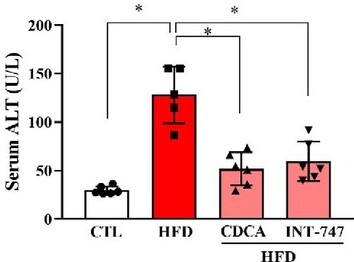 * *
*
200
150
100
50
0
Serum ALT (U/L)
CTL HFD CDCA INT-747
HFD